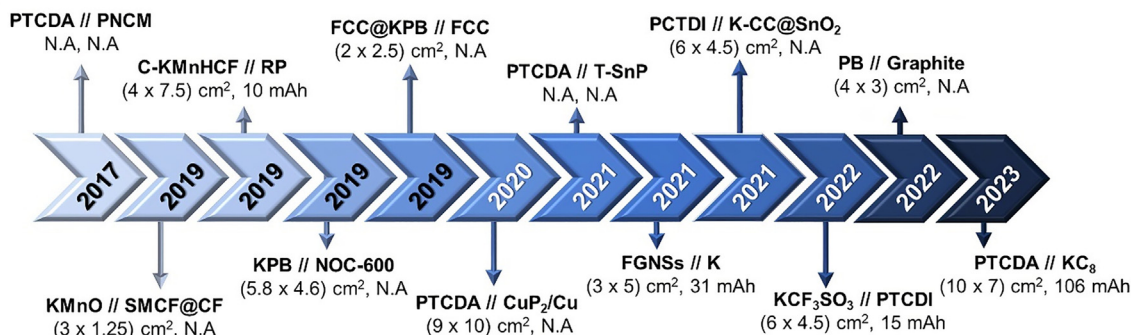 PTCDA // PNCM
N.A, N.A
C-KMnHCF // RP
(4 x 7.5) cm², 10 mAh
FCC@KPB // FCC
(2 x 2.5) cm², N.A
PTCDA // T-SnP
N.A, N.A
PCTDI // K-CC@SnO₂
(6 x 4.5) cm², N.A
PB // Graphite
(4 x 3) cm², N.A
2017
2019
2019
2019
2019
2020
2021
2021
2021
2022
2022
2023
KMnO // SMCF@CF
(3 x 1.25) cm², N.A
KPB // NOC-600
(5.8 x 4.6) cm², N.A
PTCDA // CuP₂/Cu
(9 x 10) cm², N.A
FGNSs // K
(3 x 5) cm², 31 mAh
KCF₃SO₃ // PTCDI
(6 x 4.5) cm², 15 mAh
PTCDA // KC₈
(10 x 7) cm², 106 mAh